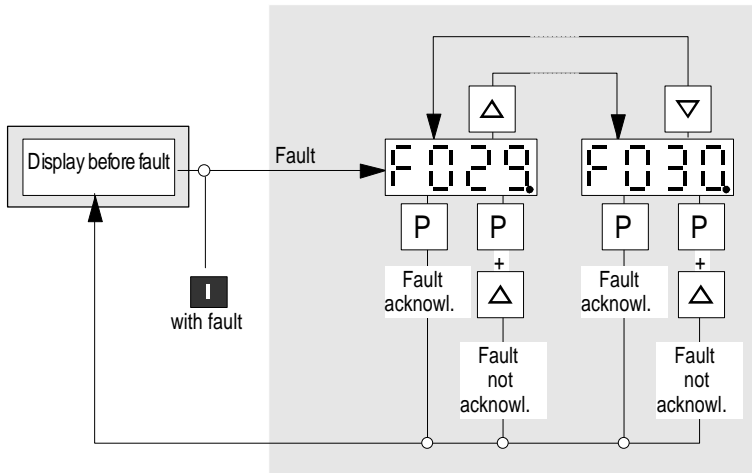 Display before fault
Fault
F029.
F030.
P
P
P
P
+
+
Fault
acknowl.
Fault
acknowl.
I
with fault
Fault
not
acknowl.
Fault
not
acknowl.